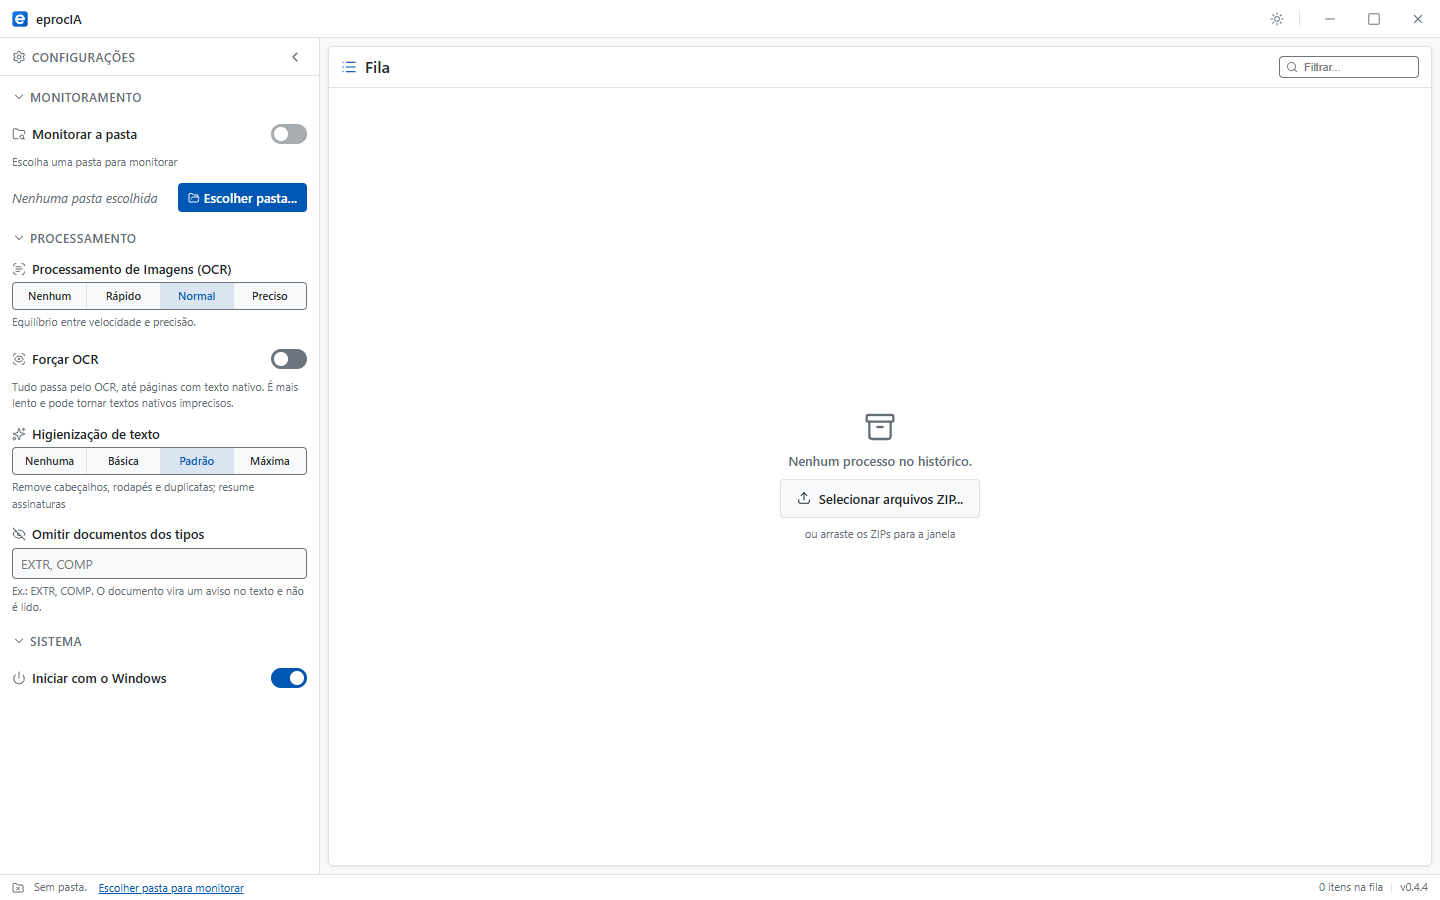 eprocIA
CONFIGURAÇÕES
MONITORAMENTO
Monitorar a pasta
Escolha uma pasta para monitorar
Nenhuma pasta escolhida
Escolher pasta...
PROCESSAMENTO
Processamento de Imagens (OCR)
Nenhum Rápido Normal Preciso
Equilíbrio entre velocidade e precisão.
Forçar OCR
Tudo passa pelo OCR, até páginas com texto nativo. É mais
lento e pode tornar textos nativos imprecisos.
Higienização de texto
Nenhuma Básica Padrão Máxima
Remove cabeçalhos, rodapés e duplicatas; resume
assinaturas
Omitir documentos dos tipos
EXTR, COMP
Ex.: EXTR, COMP. O documento vira um aviso no texto e não
é lido.
SISTEMA
Iniciar com o Windows
Fila
Filtrar...
Nenhum processo no histórico.
Selecionar arquivos ZIP...
ou arraste os ZIPs para a janela
Sem pasta. Escolher pasta para monitorar
0 itens na fila v0.4.4